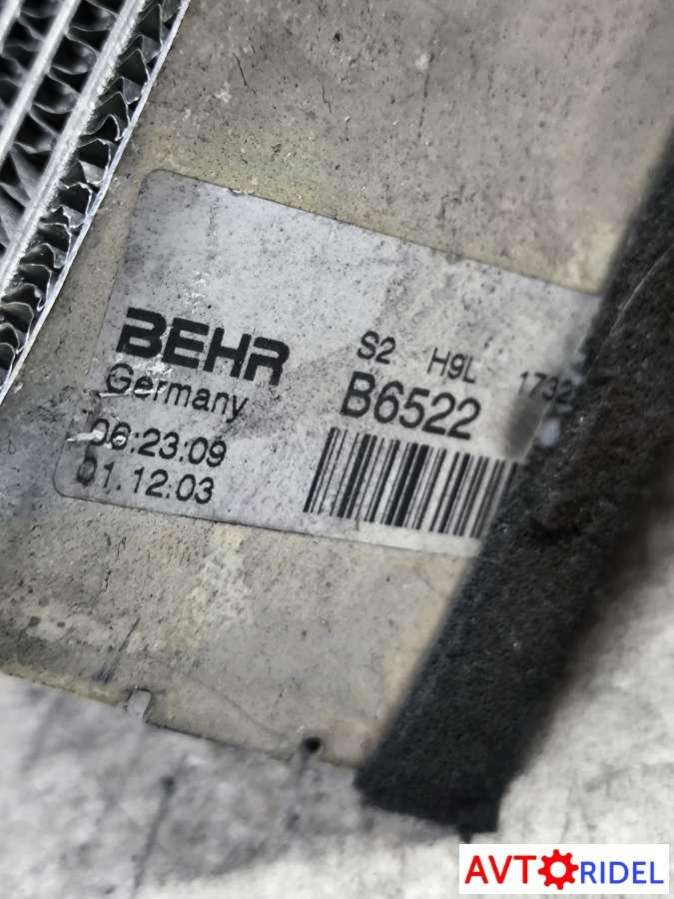 BEHR
Germany
06:23:09
01.12.03
S2 H9L
B6522
AVTORIDEL